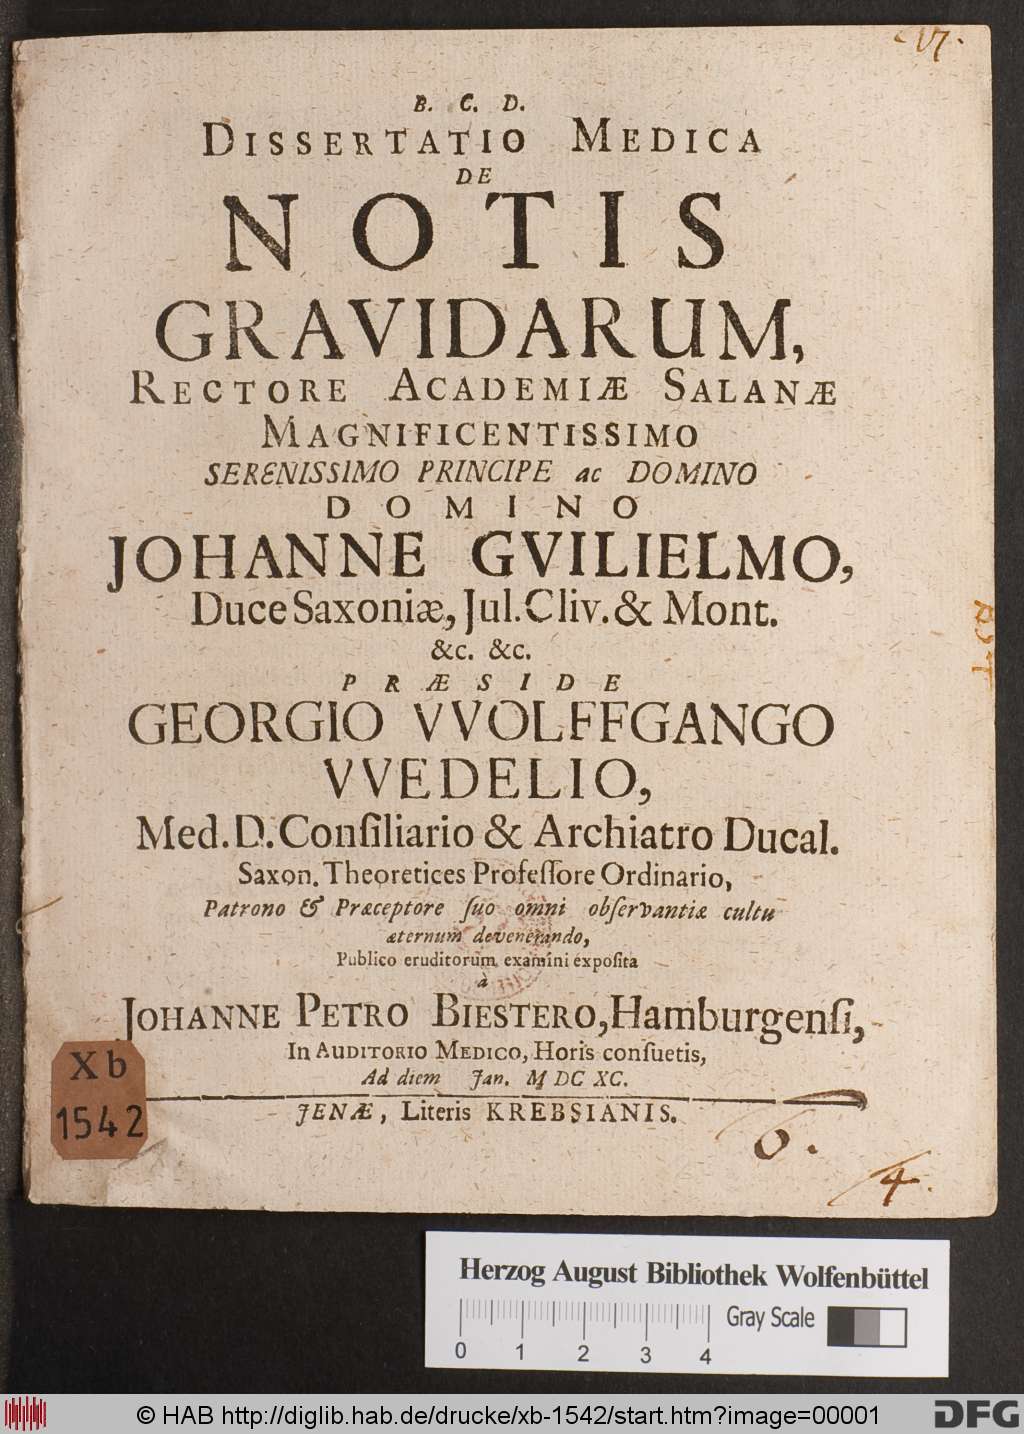 B. C. D.
DISSERTATIO MEDICA
DE
NOTIS
GRAVIDARUM,
RECTORE ACADEMIÆ SALANÆ
MAGNIFICENTISSIMO
SERENISSIMO PRINCIPE ac DOMINO
DOMINO
JOHANNE GVILIELMO,
Duce Saxoniæ, Jul. Cliv. & Mont.
&c. &c.
PRÆSIDE
GEORGIO VVOLFFGANGO
VVEDELIO,
Med. D. Conſiliario & Archiatro Ducal.
Saxon. Theoretices Profeſſore Ordinario,
Patrono & Præceptore ſuo omni obſervantiæ cultu
æternum devenerando,
Publico eruditorum examini expoſita
à
JOHANNE PETRO BIESTERO, Hamburgenſi,
In AUDITORIO MEDICO, Horis conſuetis,
Ad diem Jan. M DC XC.
JENÆ, Literis KREBSIANIS.
Xb
1542
6.
4.
Herzog August Bibliothek Wolfenbüttel
Gray Scale
0 1 2 3 4
© HAB http://diglib.hab.de/drucke/xb-1542/start.htm?image=00001
DFG